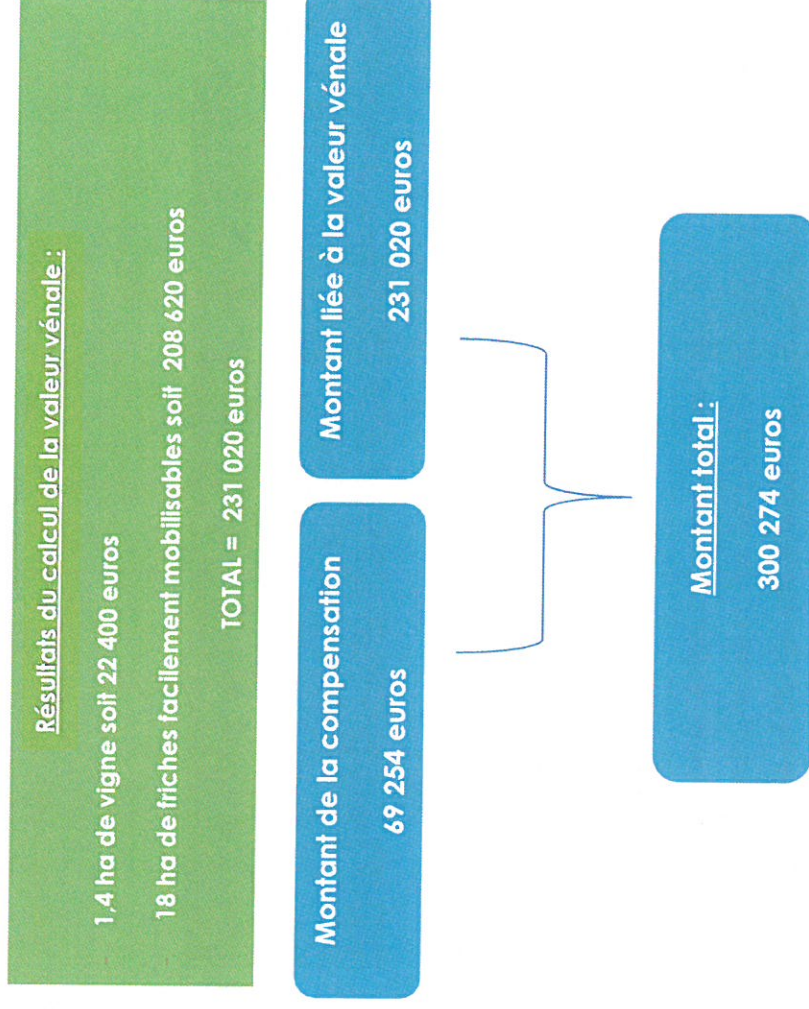 Résultats du calcul de la valeur vénale :
1,4 ha de vigne soit 22 400 euros
18 ha de friches facilement mobilisables soit 208 620 euros
TOTAL = 231 020 euros
Montant de la compensation
69 254 euros
Montant liée à la valeur vénale
231 020 euros
Montant total :
300 274 euros